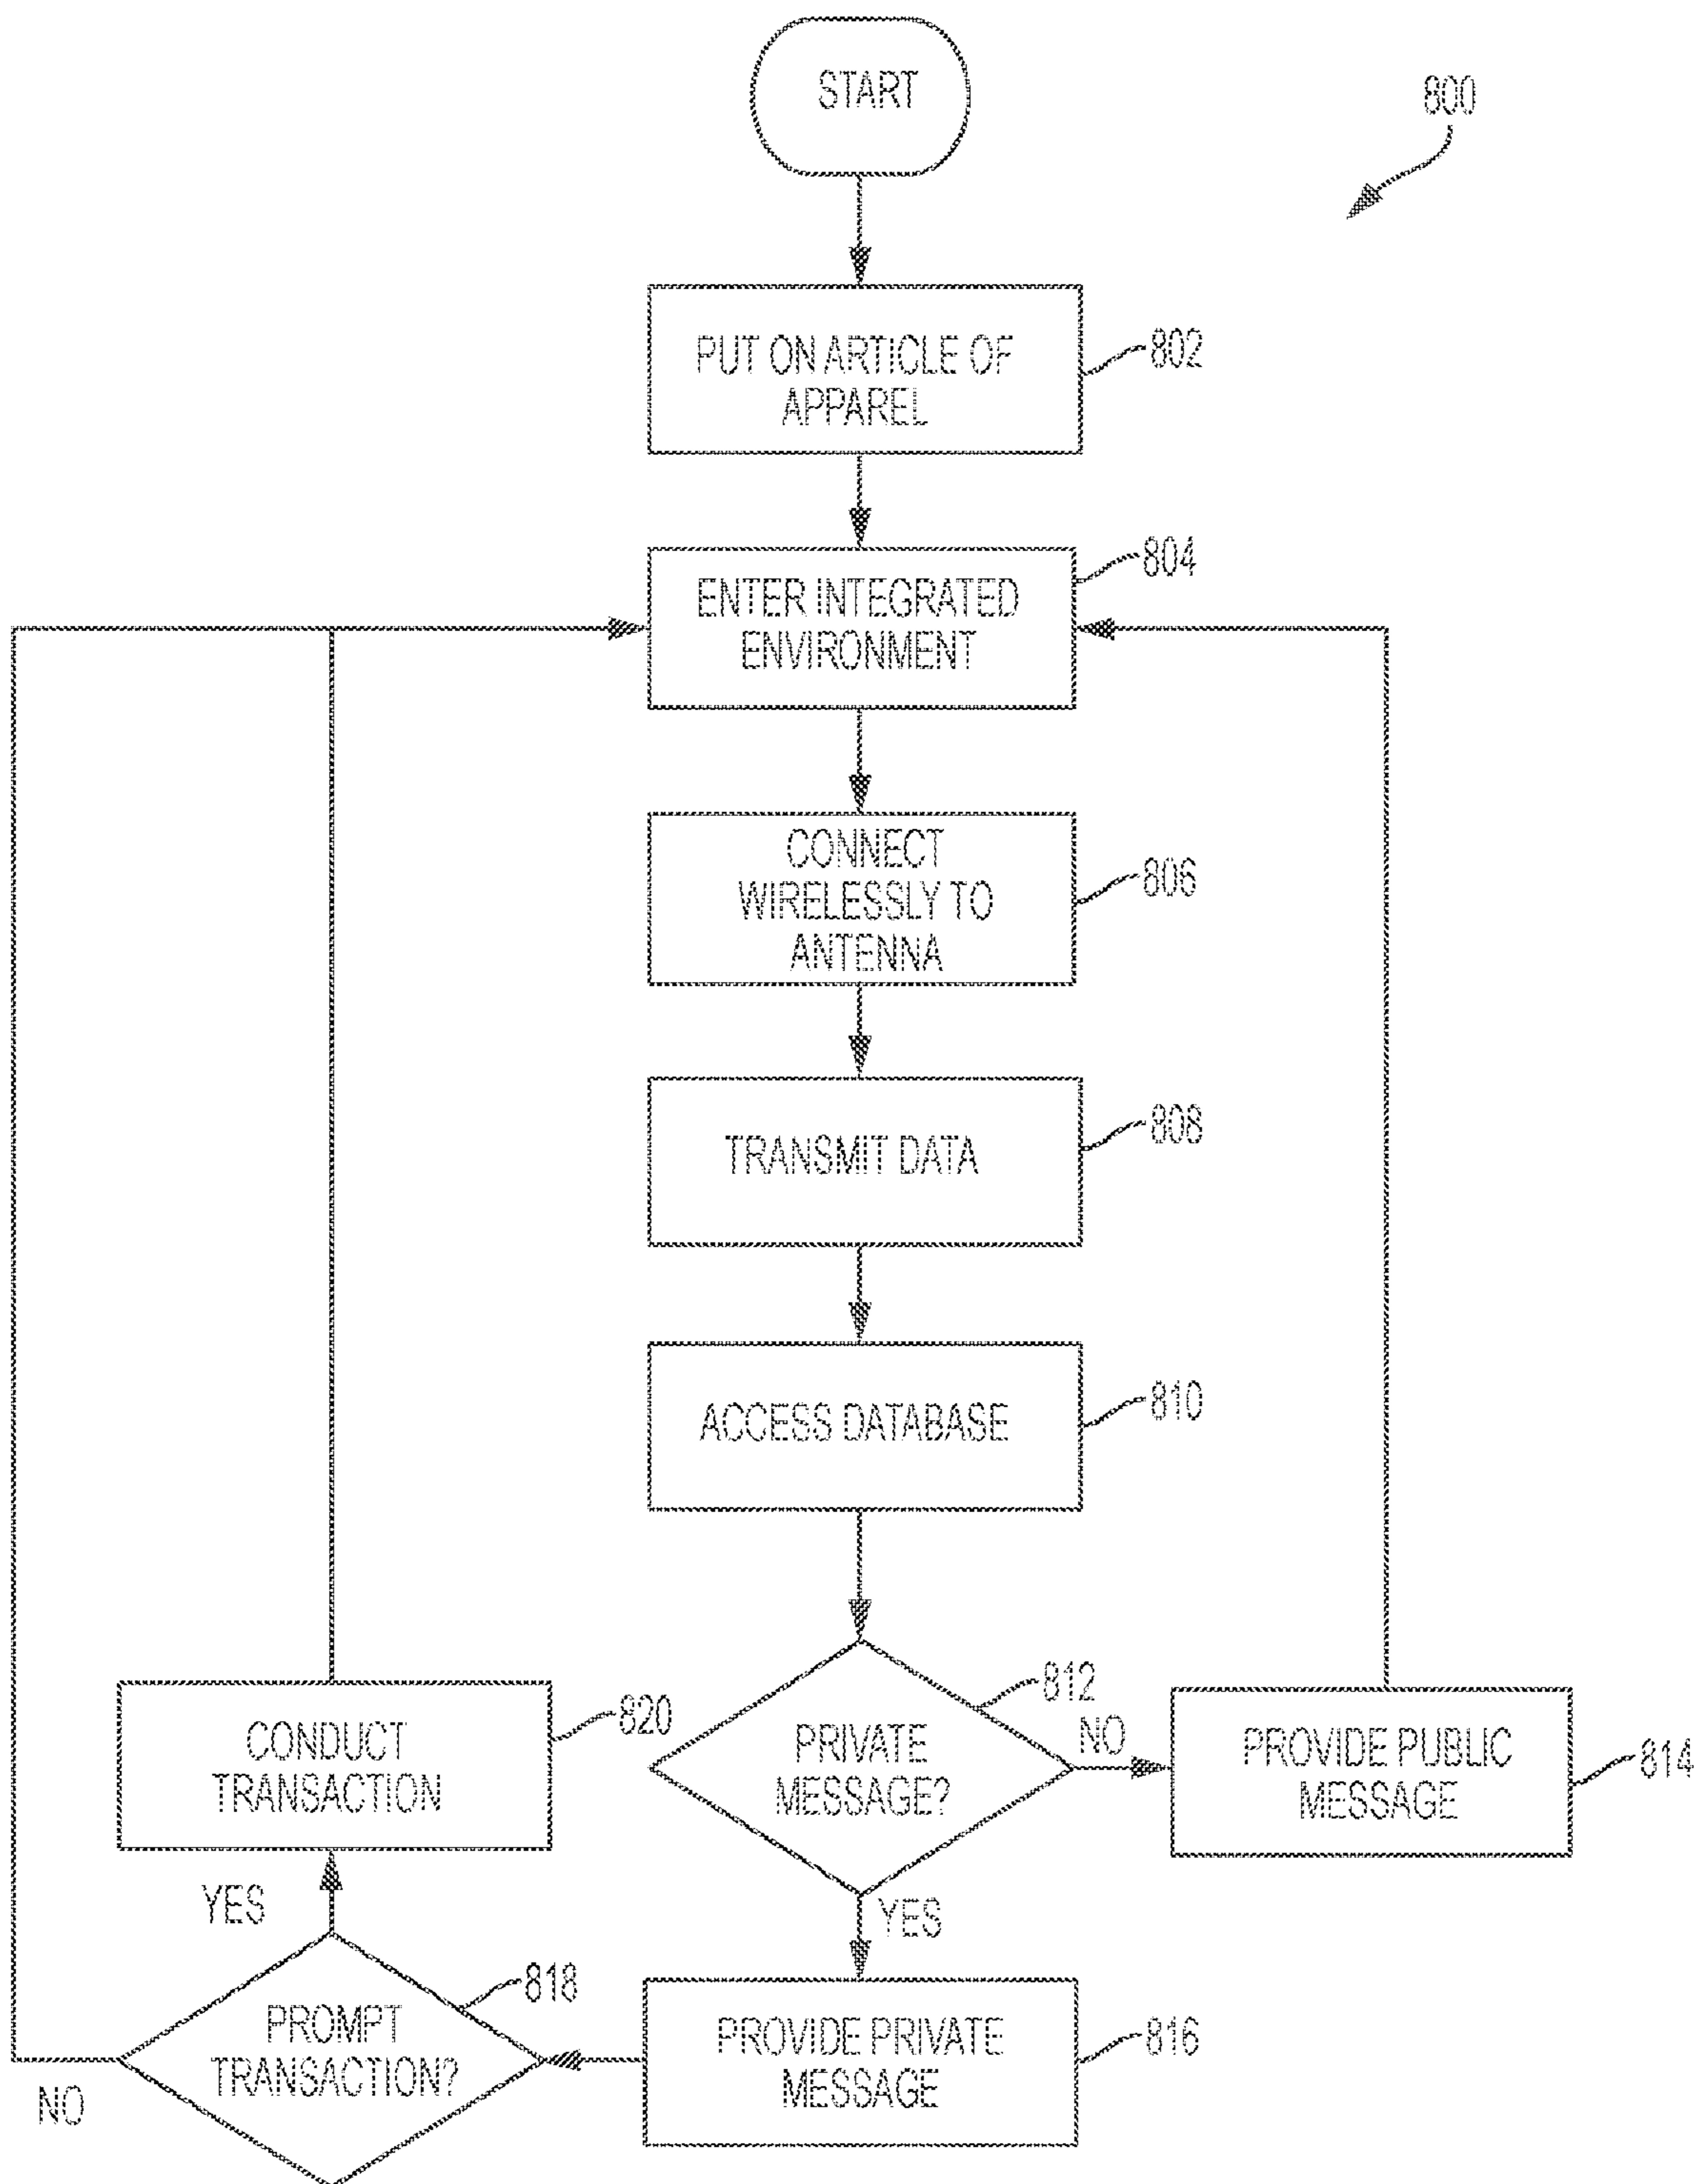 START
800
PUT ON ARTICLE OF
APPAREL
802
804
ENTER INTEGRATED
ENVIRONMENT
CONNECT
WIRELESSLY TO
ANTENNA
806
808
TRANSMIT DATA
810
ACCESS DATABASE
812
820
CONDUCT
TRANSACTION
PRIVATE
MESSAGE?
NO
PROVIDE PUBLIC
MESSAGE
814
YES
YES
818
PROMPT
TRANSACTION?
NO
PROVIDE PRIVATE
MESSAGE
816